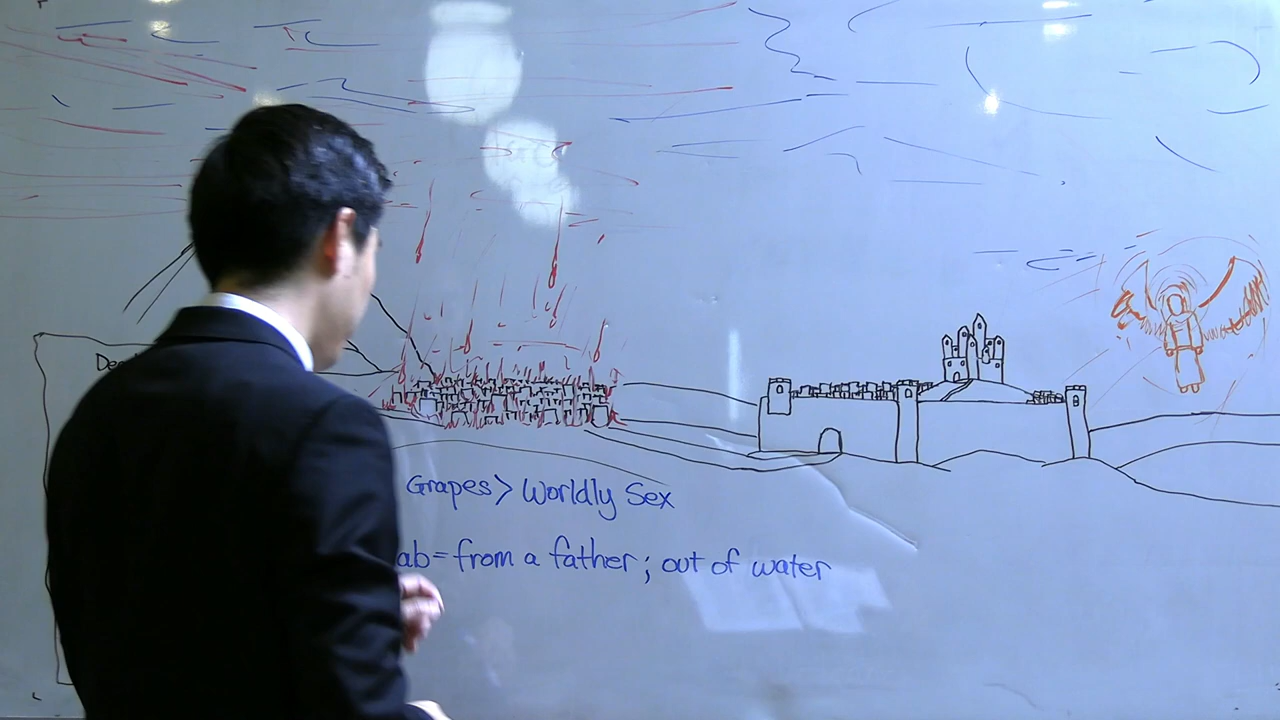 Grapes > Worldly Sex
ab = from a father; out of water